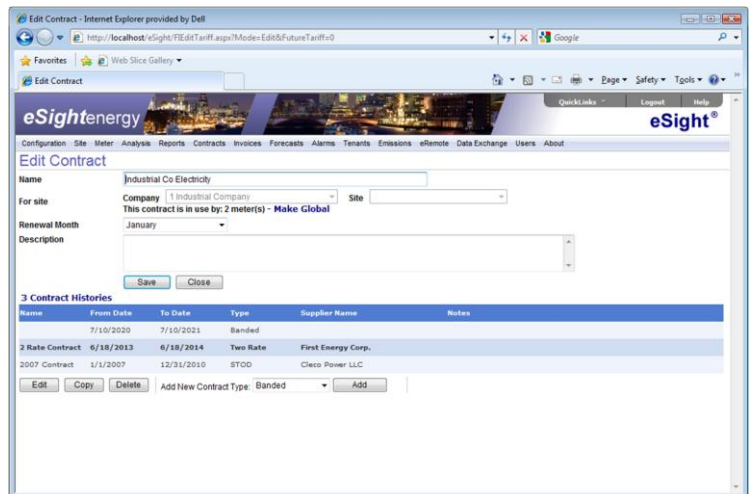 Edit Contract - Internet Explorer provided by Dell
http://localhost/eSight/FIEditTariff.aspx?Mode=Edit&FutureTariff=0
Google
Favorites Web Slice Gallery
Edit Contract
Page Safety Tools
QuickLinks Logout Help
eSightenergy
eSight®
Configuration Site Meter Analysis Reports Contracts Invoices Forecasts Alarms Tenants Emissions eRemote Data Exchange Users About
Edit Contract
Name Industrial Co Electricity
For site Company 1 Industrial Company Site
This contract is in use by: 2 meter(s) - Make Global
Renewal Month January
Description
Save Close
3 Contract Histories
Name From Date To Date Type Supplier Name Notes
7/10/2020 7/10/2021 Banded
2 Rate Contract 6/18/2013 6/18/2014 Two Rate First Energy Corp.
2007 Contract 1/1/2007 12/31/2010 STOD Cleco Power LLC
Edit Copy Delete Add New Contract Type: Banded Add